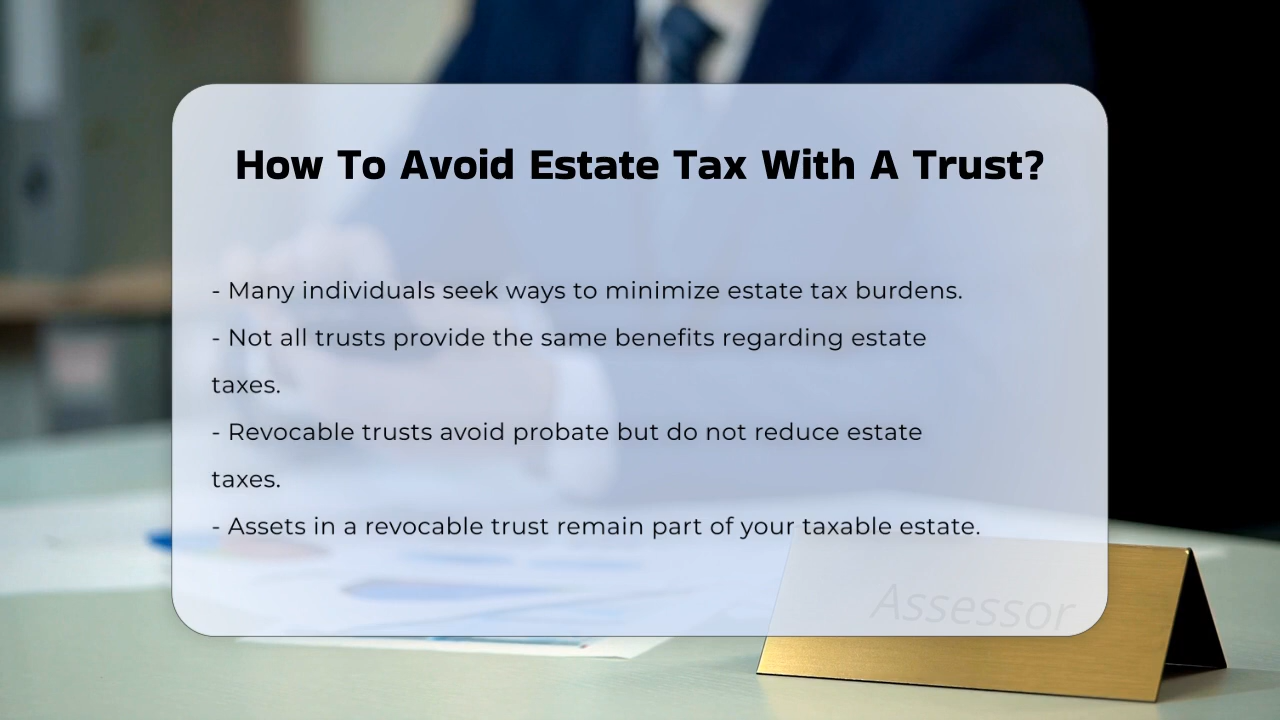 How To Avoid Estate Tax With A Trust?
- Many individuals seek ways to minimize estate tax burdens.
- Not all trusts provide the same benefits regarding estate
taxes.
- Revocable trusts avoid probate but do not reduce estate
taxes.
- Assets in a revocable trust remain part of your taxable estate.
Assessor